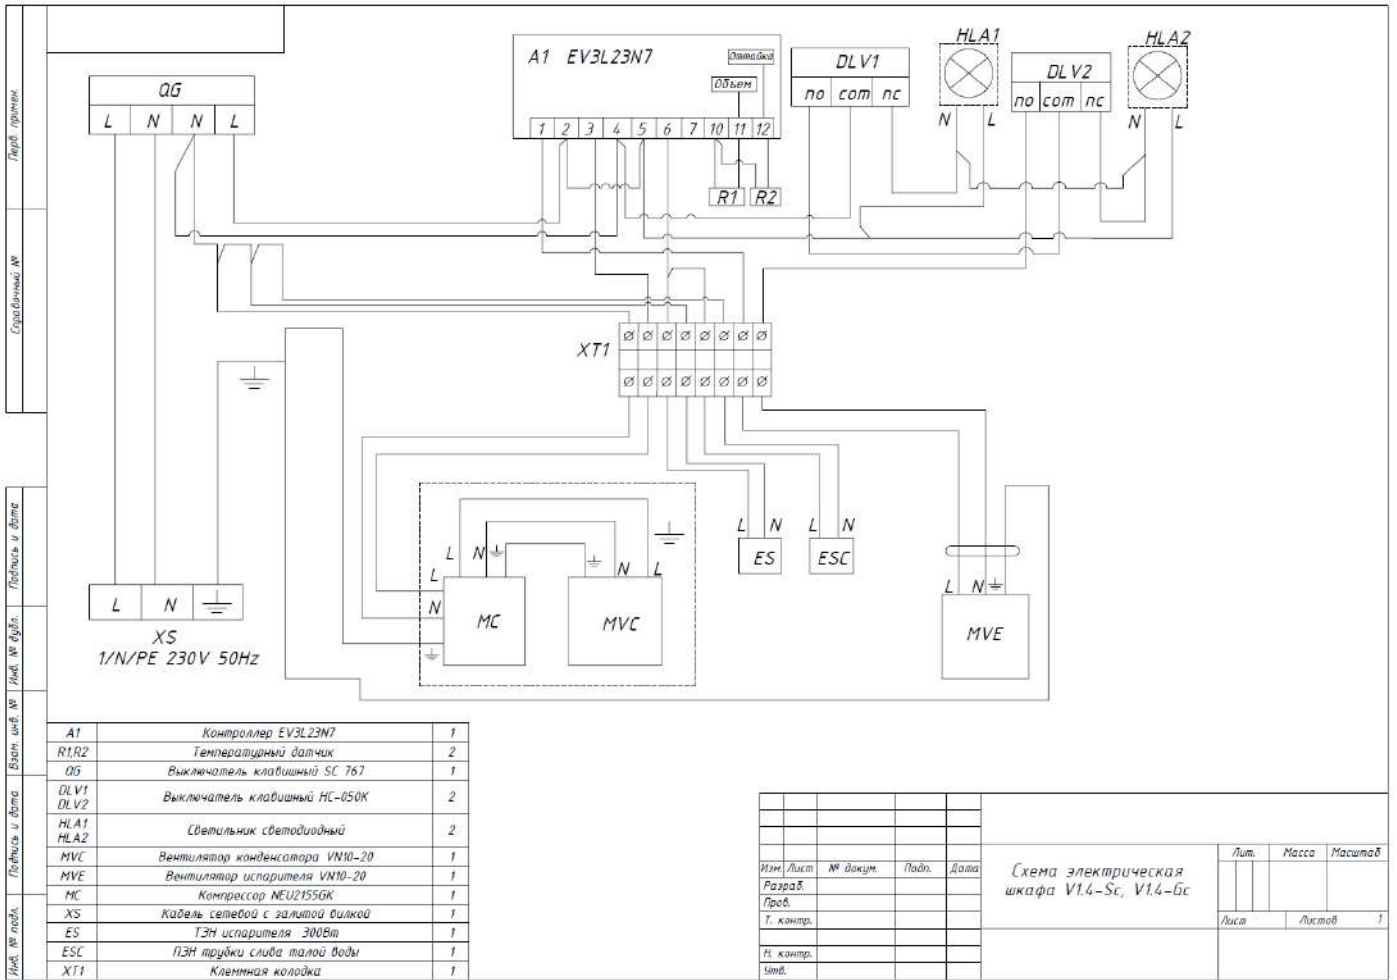 A1 EV3L23N7
Оттайка
Объем
1 2 3 4 5 6 7 10 11 12
R1 R2
QG
L N N L
DLV1
no com nc
HLA1
N L
DLV2
no com nc
HLA2
N L
XT1
L N
XS
1/N/PE 230V 50Hz
L N
L
N
MC
N L
MVC
L N
ES
L N
ESC
L N
MVE
A1 Контроллер EV3L23N7 1
R1,R2 Температурный датчик 2
QG Выключатель клавишный SC 767 1
DLV1
DLV2 Выключатель клавишный HC-050K 2
HLA1
HLA2 Светильник светодиодный 2
MVC Вентилятор конденсатора VN10-20 1
MVE Вентилятор испарителя VN10-20 1
MC Компрессор NEU2155GK 1
XS Кабель сетевой с залитой вилкой 1
ES ТЭН испарителя 300Вт 1
ESC ПЭН трубки слива талой воды 1
XT1 Клеммная колодка 1
Изм. Лист № докум. Подп. Дата
Разраб.
Пров.
Т. контр.
Н. контр.
Утв.
Схема электрическая
шкафа V1.4-Sc, V1.4-Gc
Лит. Масса Масштаб
Лист Листов 1
Перв. примен.
Справочный №
Подпись и дата
Инв. № дубл.
Взам. инв. №
Подпись и дата
Инв. № подл.